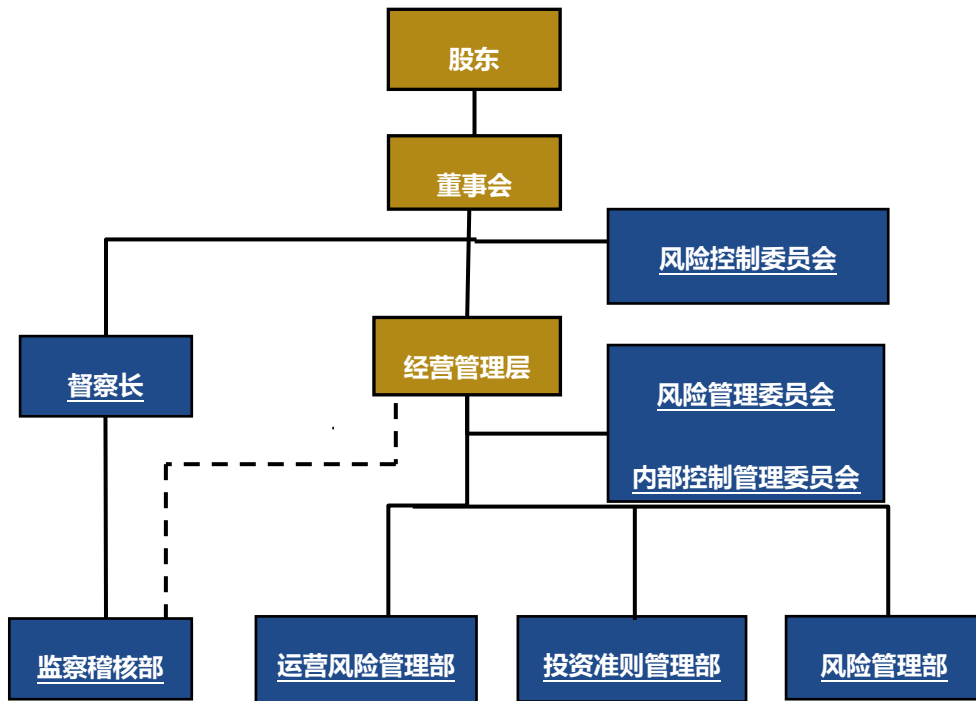 股东
董事会
风险控制委员会
督察长
经营管理层
风险管理委员会
内部控制管理委员会
监察稽核部
运营风险管理部
投资准则管理部
风险管理部